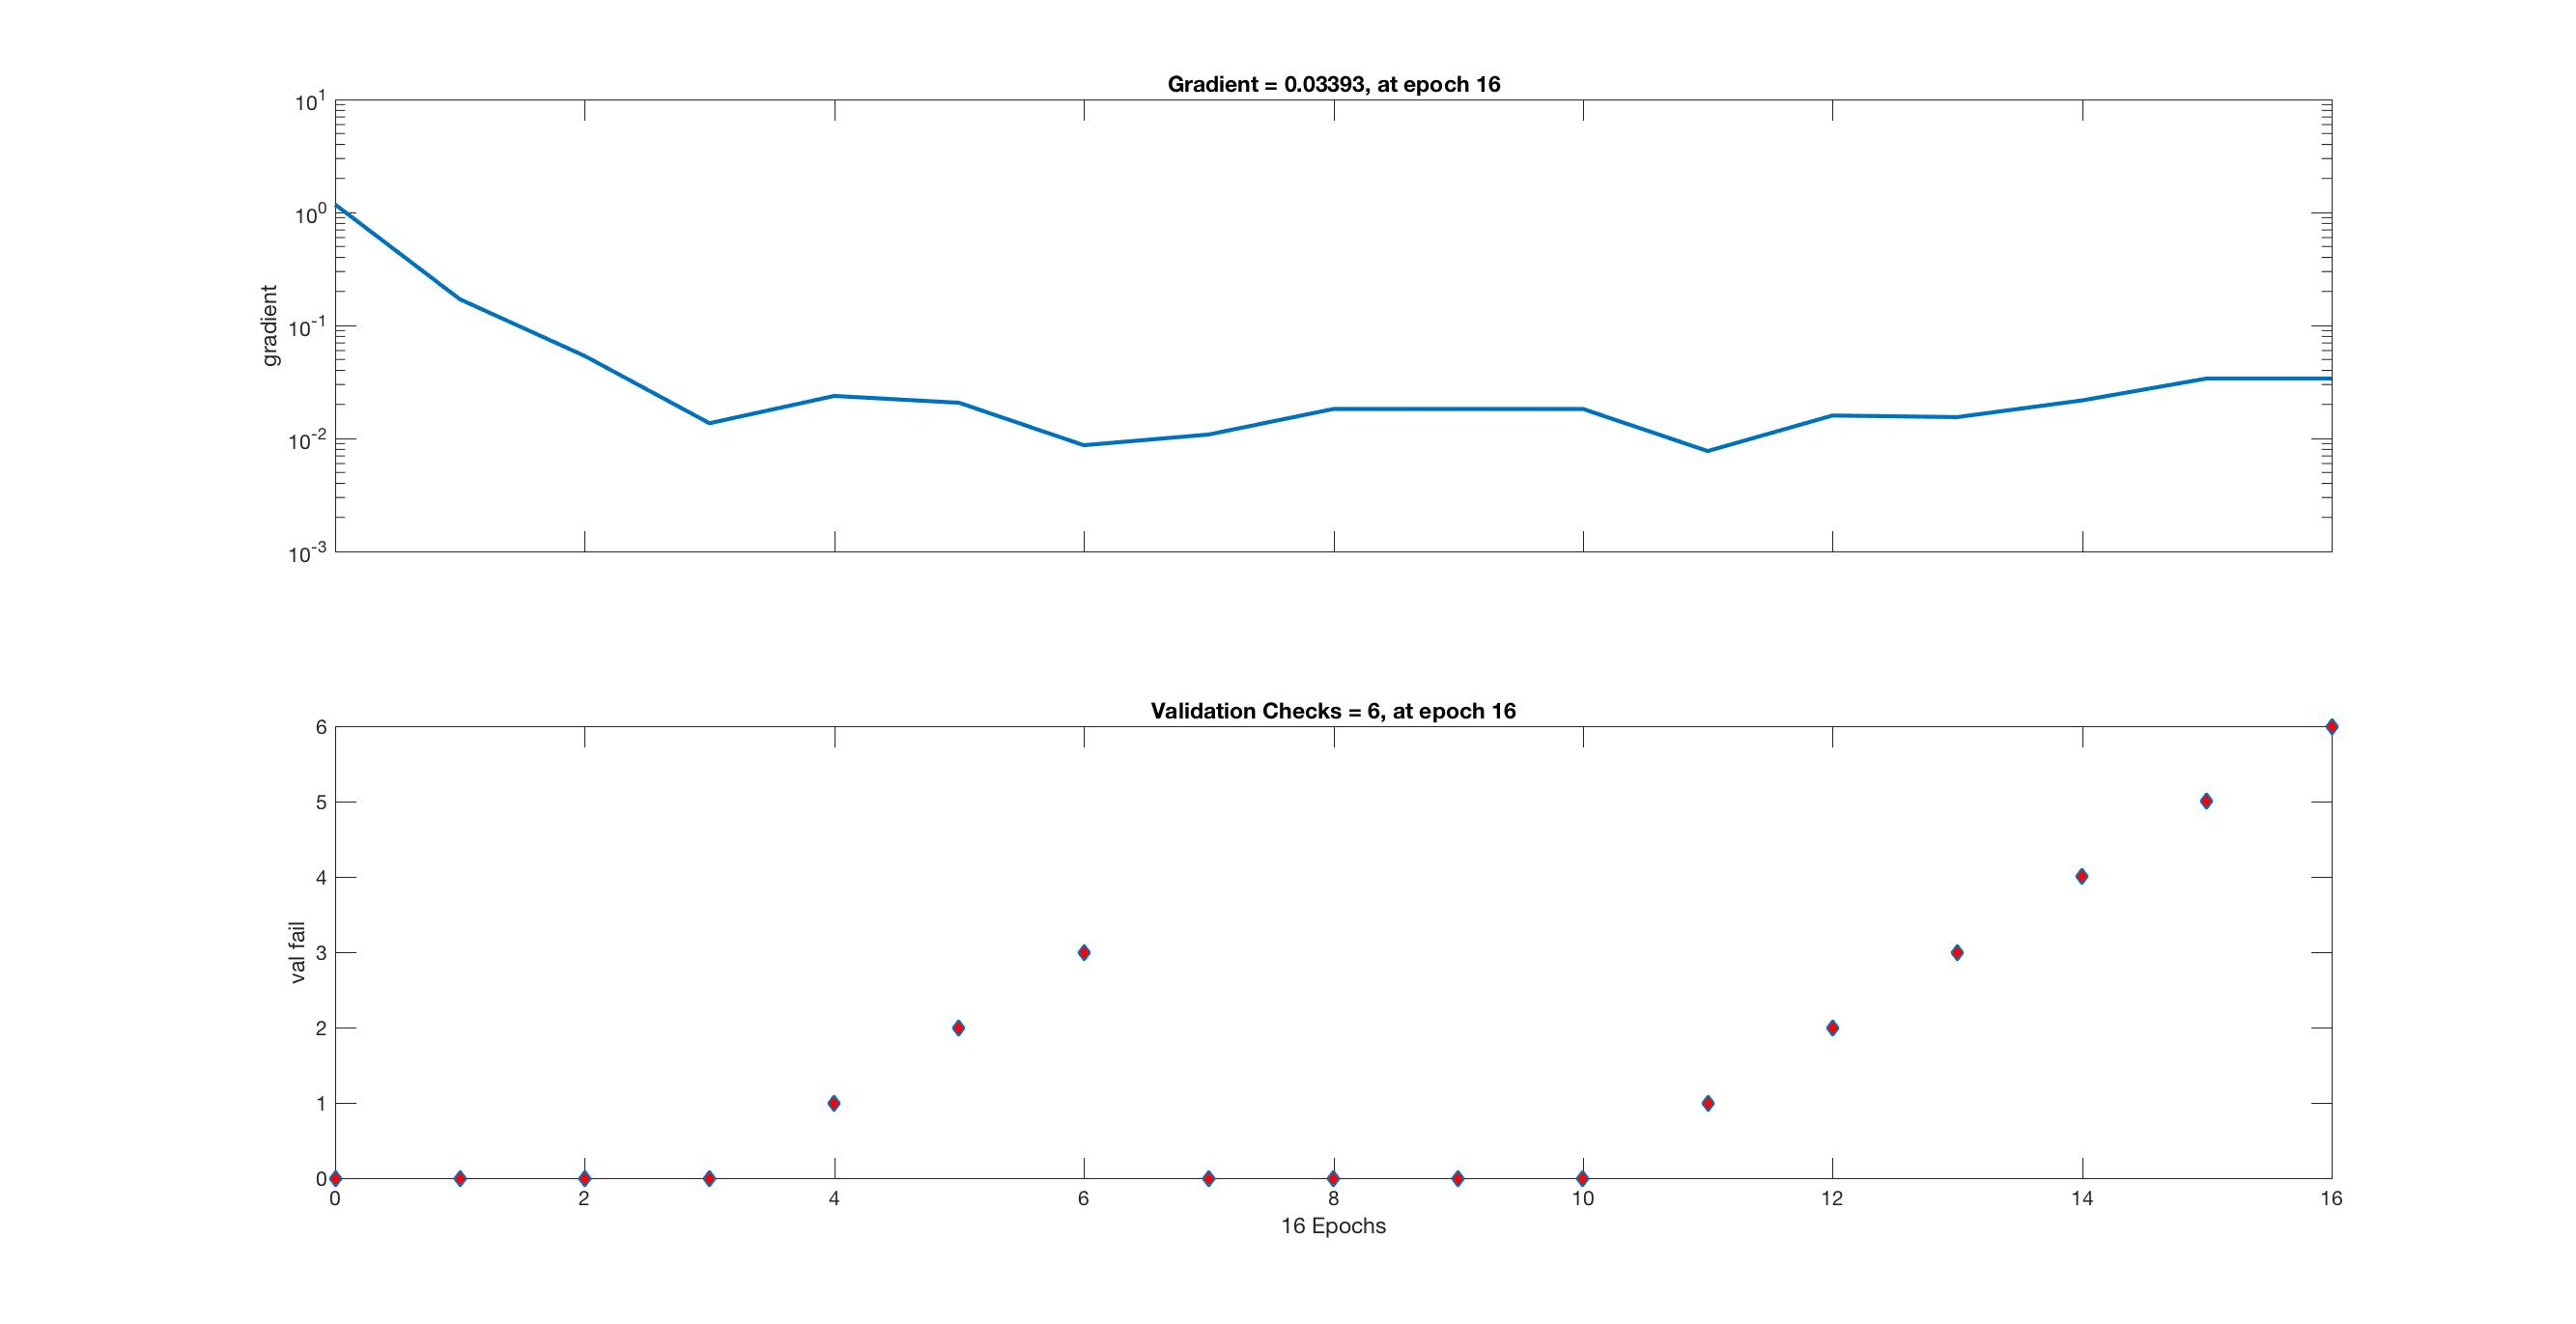 Gradient = 0.03393, at epoch 16
10^1
10^0
10^-1
10^-2
10^-3
gradient
Validation Checks = 6, at epoch 16
6
5
4
3
2
1
0
val fail
0 2 4 6 8 10 12 14 16
16 Epochs